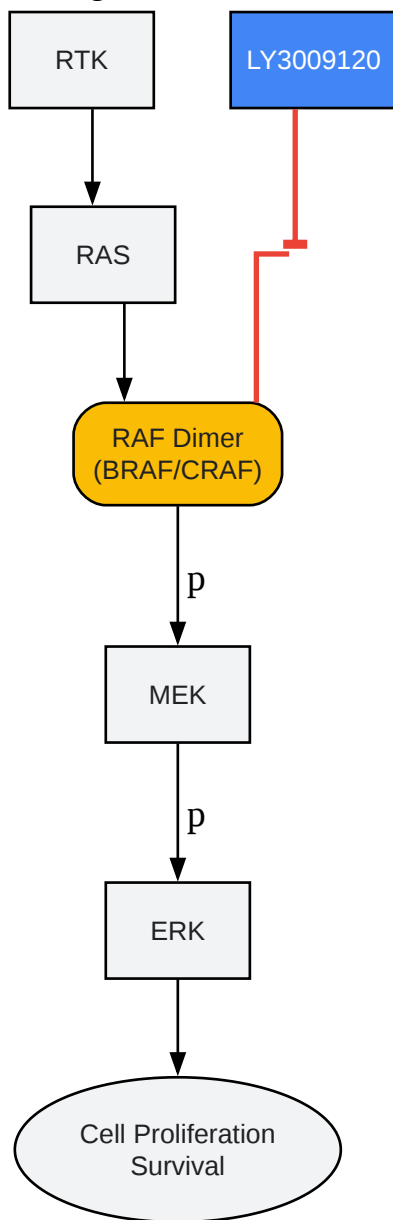 RTK
LY3009120
RAS
RAF Dimer
(BRAF/CRAF)
p
MEK
p
ERK
Cell Proliferation
Survival